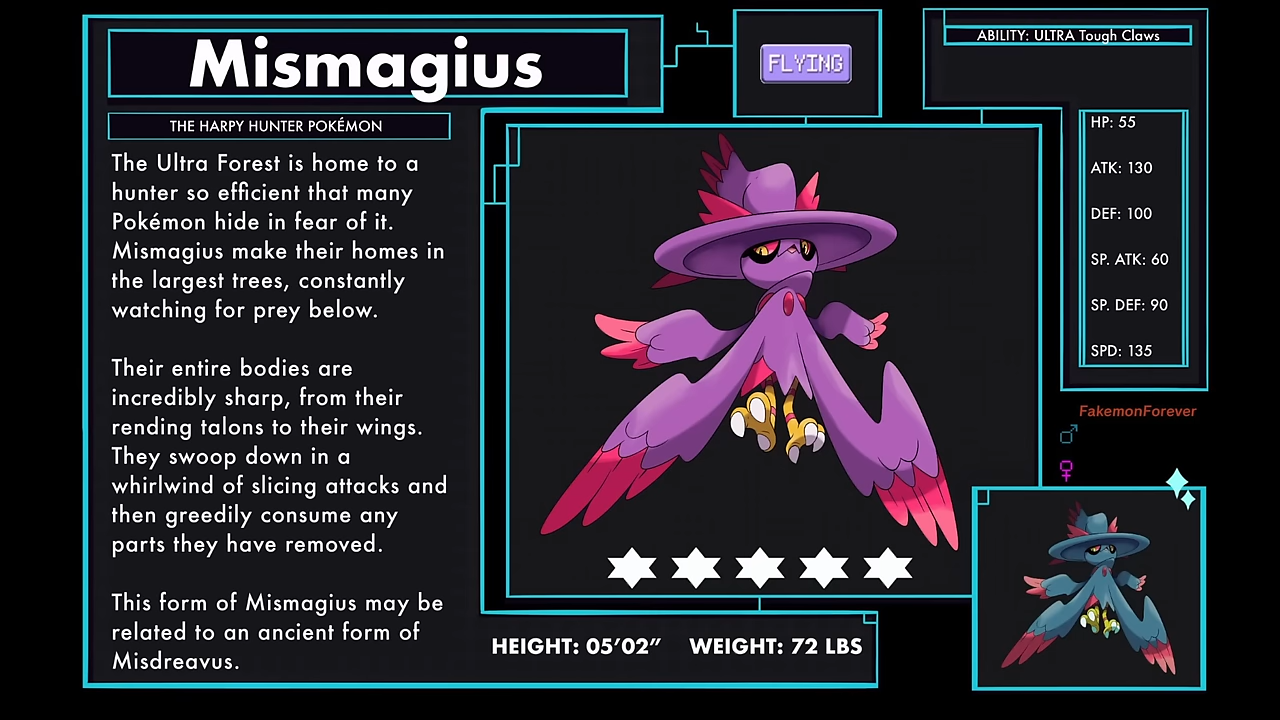 Mismagius
THE HARPY HUNTER POKÉMON
The Ultra Forest is home to a
hunter so efficient that many
Pokémon hide in fear of it.
Mismagius make their homes in
the largest trees, constantly
watching for prey below.
Their entire bodies are
incredibly sharp, from their
rending talons to their wings.
They swoop down in a
whirlwind of slicing attacks and
then greedily consume any
parts they have removed.
This form of Mismagius may be
related to an ancient form of
Misdreavus.
FLYING
ABILITY: ULTRA Tough Claws
HP: 55
ATK: 130
DEF: 100
SP. ATK: 60
SP. DEF: 90
SPD: 135
FakemonForever
HEIGHT: 05’02” WEIGHT: 72 LBS